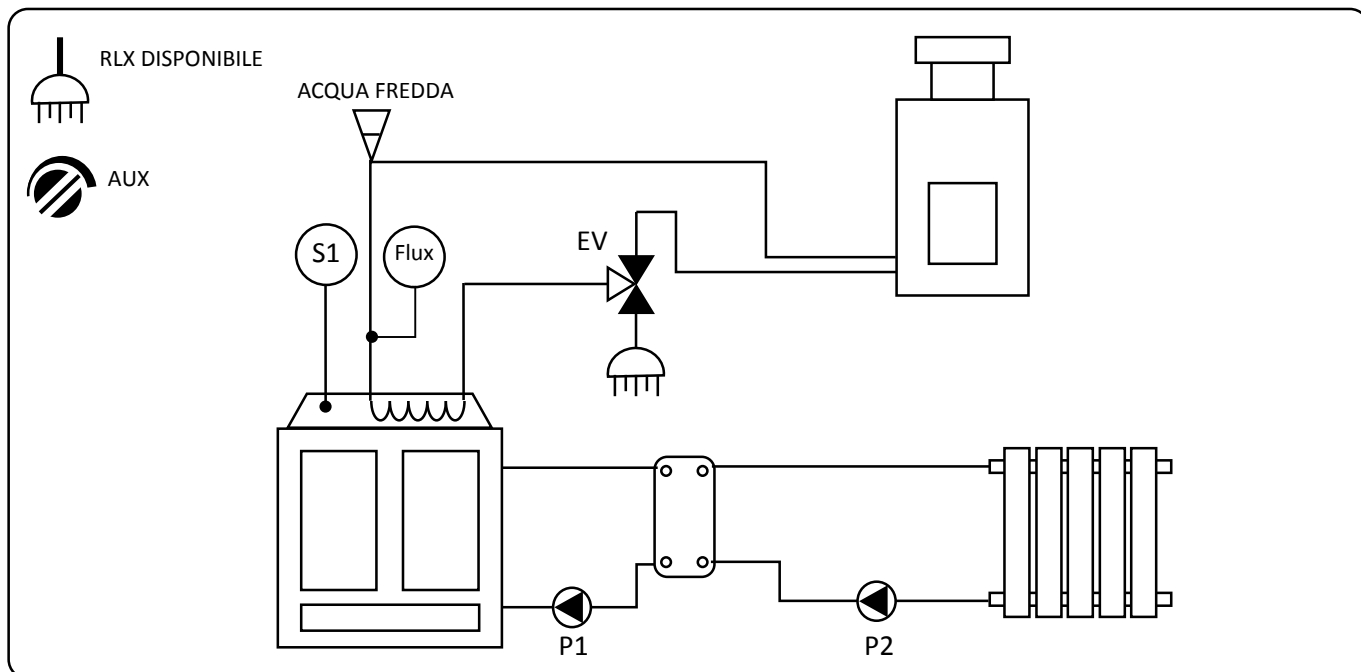 RLX DISPONIBILE
ACQUA FREDDA
AUX
S1
Flux
EV
P1
P2